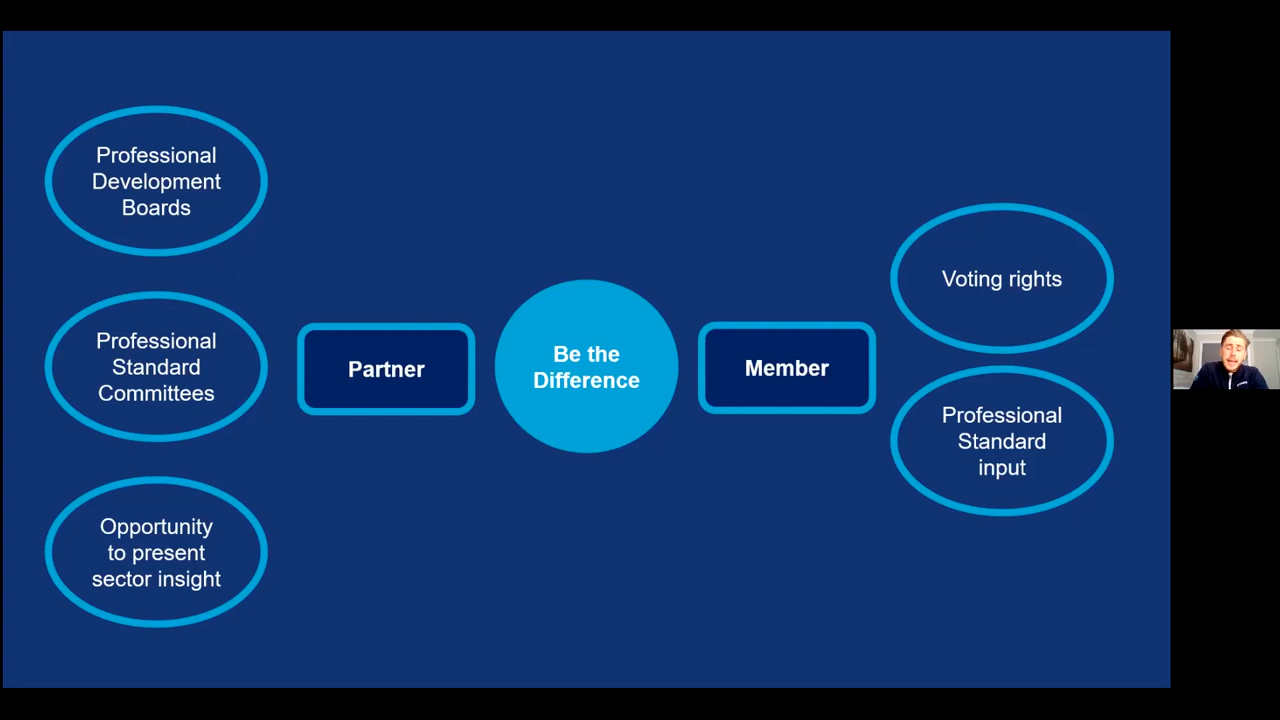 Professional
Development
Boards
Professional
Standard
Committees
Opportunity
to present
sector insight
Partner
Be the
Difference
Member
Voting rights
Professional
Standard
input